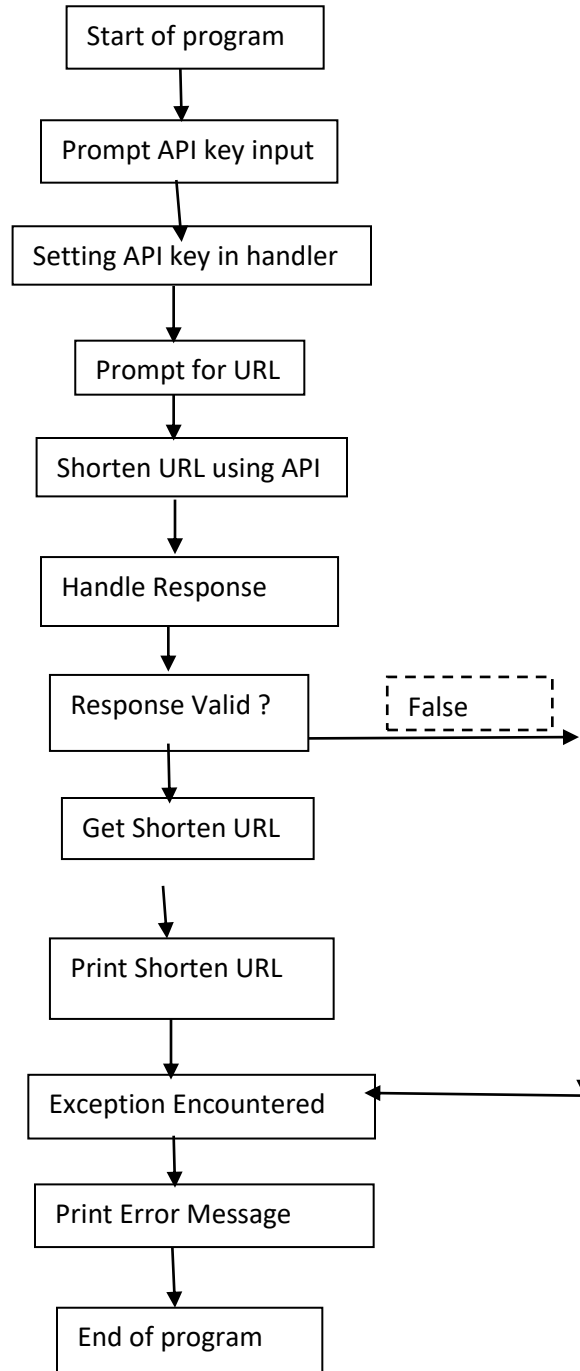 Start of program
Prompt API key input
Setting API key in handler
Prompt for URL
Shorten URL using API
Handle Response
Response Valid ?
False
Get Shorten URL
Print Shorten URL
Exception Encountered
Print Error Message
End of program